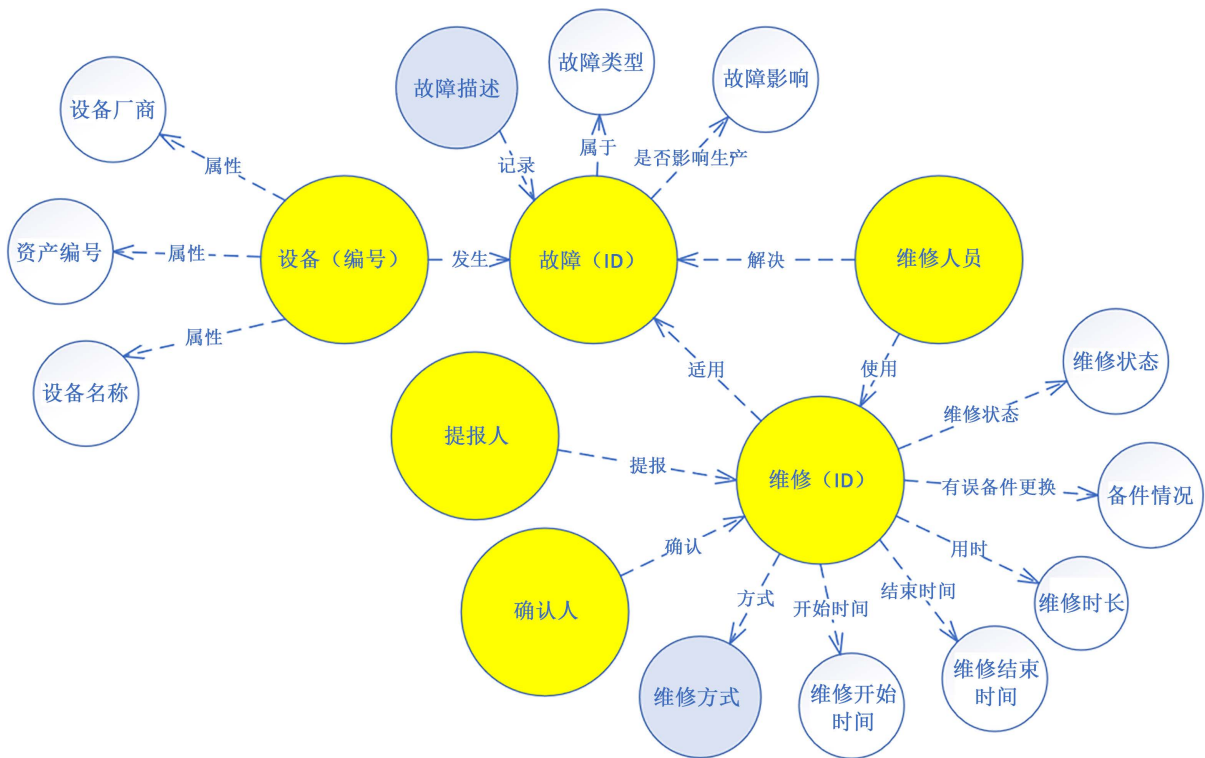 故障类型
故障描述
故障影响
设备厂商
属于
记录
是否影响生产
属性
资产编号
属性
设备（编号）
发生
故障（ID）
解决
维修人员
属性
设备名称
适用
使用
维修状态
维修状态
提报人
提报
维修（ID）
有误备件更换
备件情况
确认
用时
确认人
方式
开始时间
结束时间
维修时长
维修方式
维修开始
时间
维修结束
时间